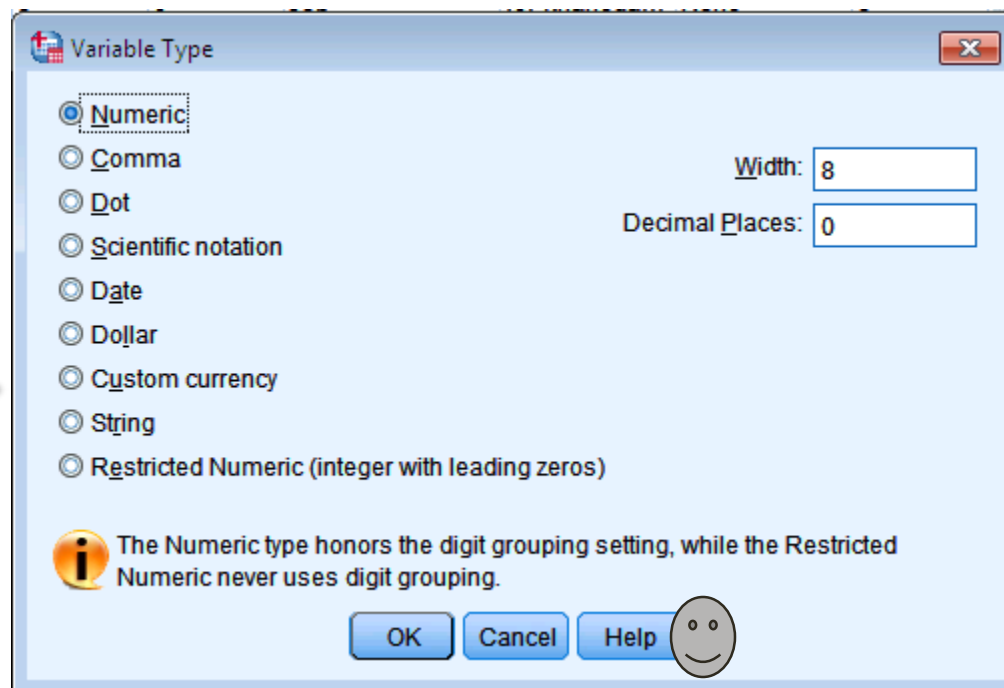 Variable Type
Numeric
Comma
Width: 8
Dot
Decimal Places: 0
Scientific notation
Date
Dollar
Custom currency
String
Restricted Numeric (integer with leading zeros)
The Numeric type honors the digit grouping setting, while the Restricted
Numeric never uses digit grouping.
OK Cancel Help